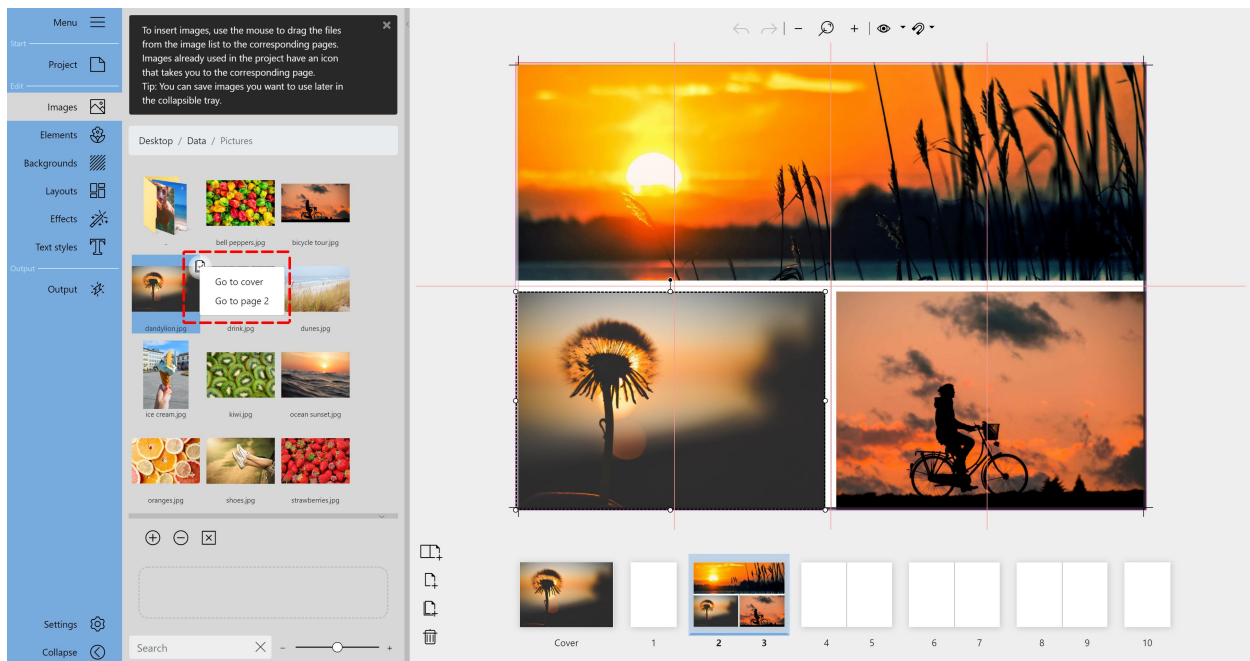 Menu
Start
Project
Edit
Images
Elements
Backgrounds
Layouts
Effects
Text styles
Output
Output
Settings
Collapse
To insert images, use the mouse to drag the files
from the image list to the corresponding pages.
Images already used in the project have an icon
that takes you to the corresponding page.
Tip: You can save images you want to use later in
the collapsible tray.
Desktop / Data / Pictures
..
bell peppers.jpg
bicycle tour.jpg
Go to cover
Go to page 2
dandylion.jpg
drink.jpg
dunes.jpg
ice cream.jpg
kiwi.jpg
ocean sunset.jpg
oranges.jpg
shoes.jpg
strawberries.jpg
Search
Cover
1
2
3
4
5
6
7
8
9
10